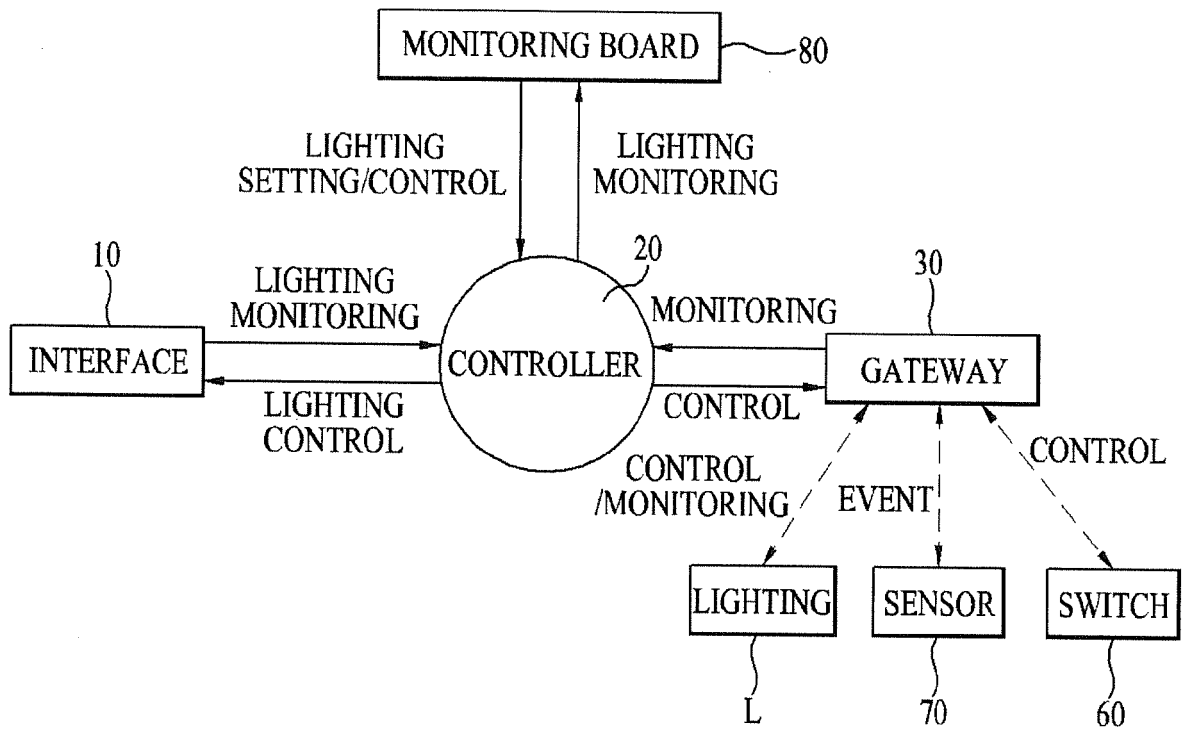 MONITORING BOARD
80
LIGHTING
SETTING/CONTROL
LIGHTING
MONITORING
10
LIGHTING
MONITORING
20
MONITORING
30
INTERFACE
CONTROLLER
GATEWAY
LIGHTING
CONTROL
CONTROL
CONTROL
/MONITORING
EVENT
CONTROL
LIGHTING
SENSOR
SWITCH
L
70
60